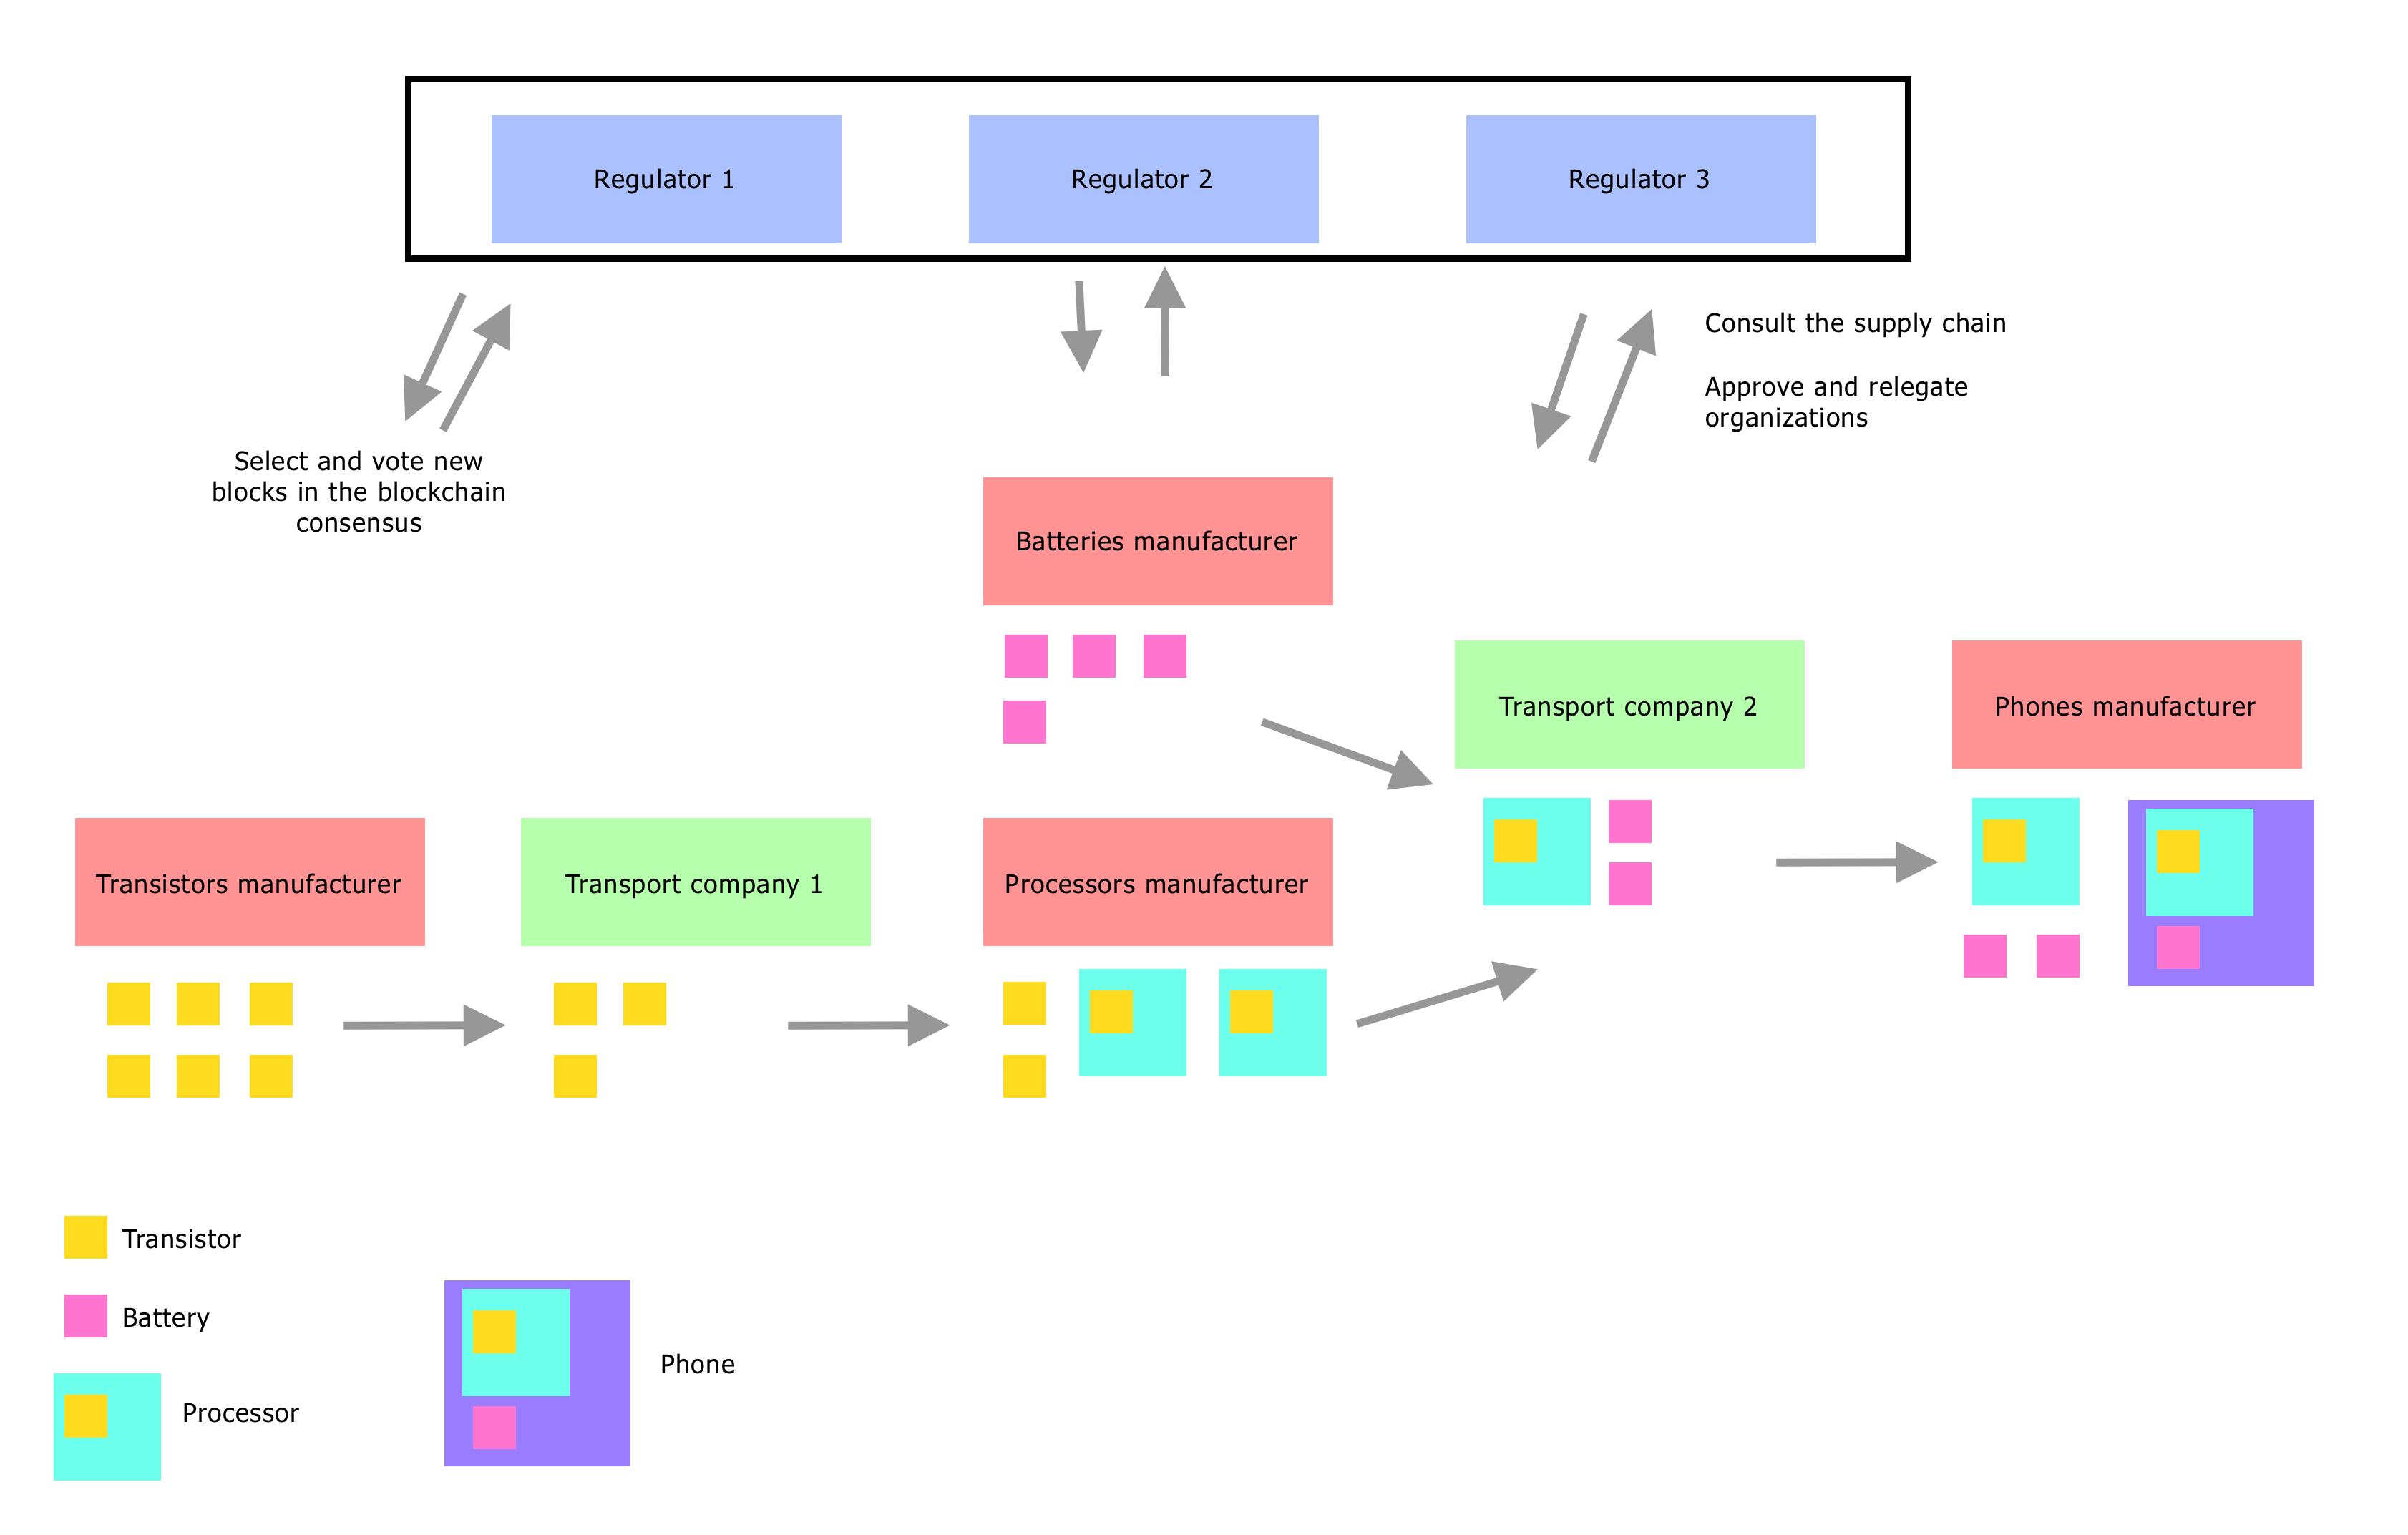 Regulator 1
Regulator 2
Regulator 3
Consult the supply chain
Approve and relegate
organizations
Select and vote new
blocks in the blockchain
consensus
Batteries manufacturer
Transport company 2
Phones manufacturer
Transistors manufacturer
Transport company 1
Processors manufacturer
Transistor
Battery
Phone
Processor